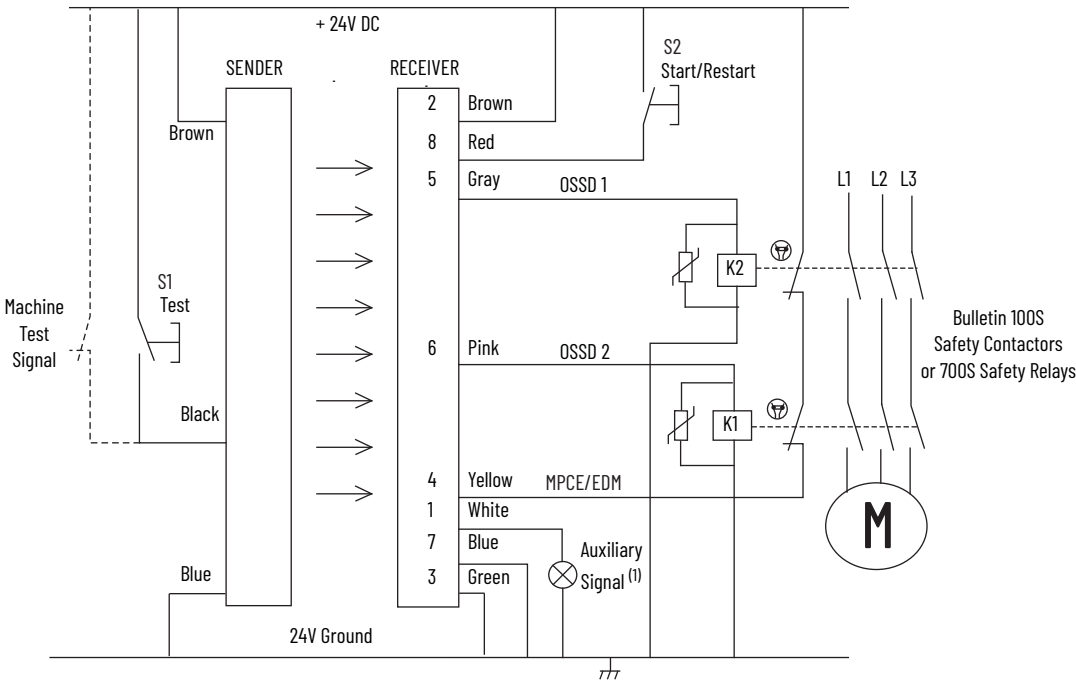 + 24V DC
SENDER
RECEIVER
S2
Start/Restart
2 Brown
Brown
8 Red
5 Gray OSSD 1
L1 L2 L3
K2
S1
Test
Machine
Test
Signal
Bulletin 100S
Safety Contactors
or 700S Safety Relays
6 Pink OSSD 2
Black
K1
4 Yellow MPCE/EDM
1 White
M
7 Blue
Auxiliary
Signal (1)
Blue
3 Green
24V Ground